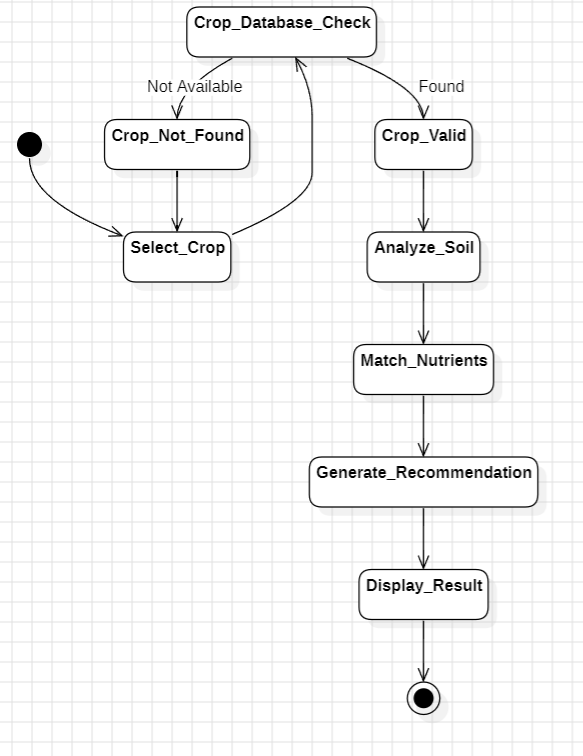 Crop_Database_Check
Not Available
Found
Crop_Not_Found
Crop_Valid
Select_Crop
Analyze_Soil
Match_Nutrients
Generate_Recommendation
Display_Result